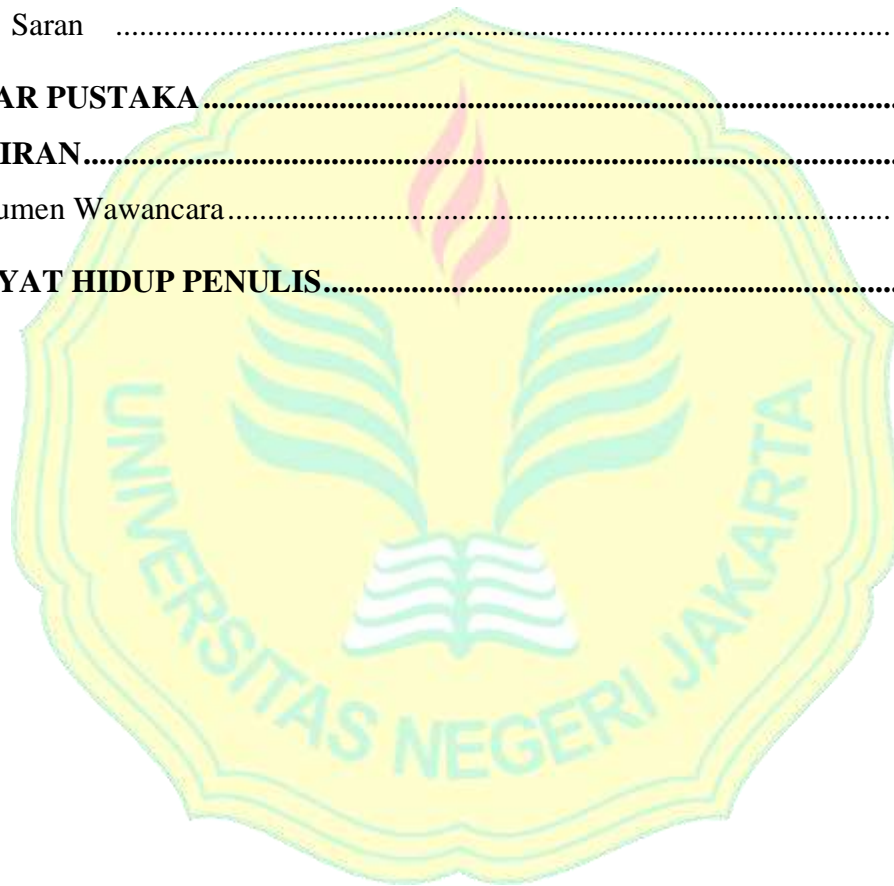 Saran ....................................................................................................................
AR PUSTAKA ....................................................................................................
IRAN......................................................................................................................
umen Wawancara..................................................................................................
YAT HIDUP PENULIS.....................................................................................
UNIVERSITAS NEGERI JAKARTA